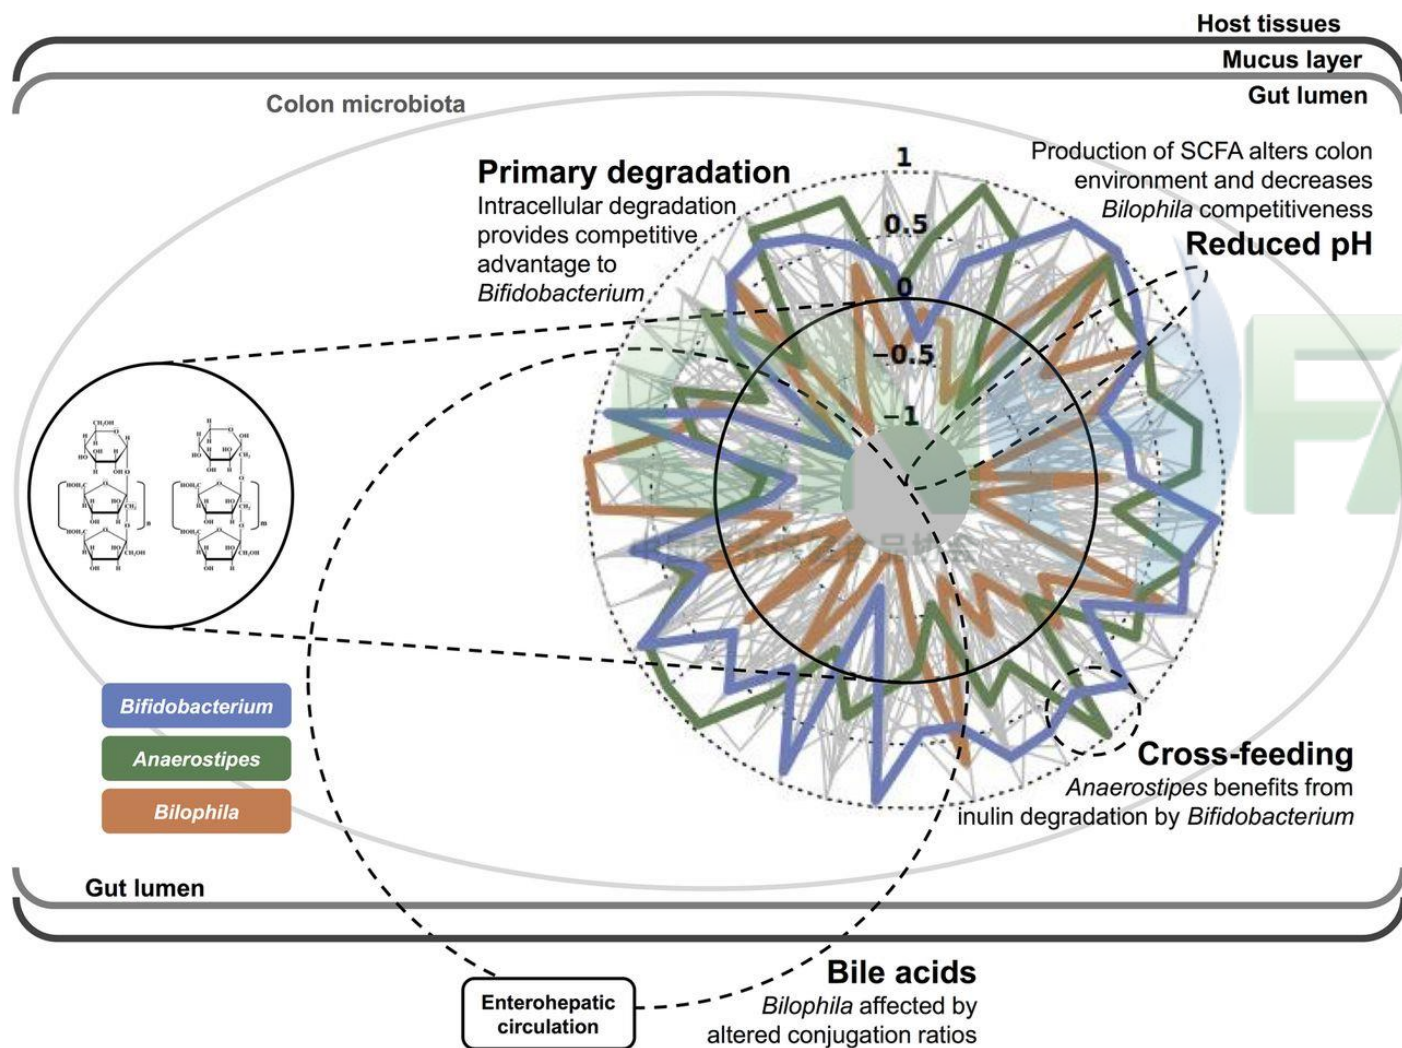 Host tissues
Mucus layer
Gut lumen
Colon microbiota
Primary degradation
Intracellular degradation
provides competitive
advantage to
Bifidobacterium
1
0.5
0
−0.5
−1
Production of SCFA alters colon
environment and decreases
Bilophila competitiveness
Reduced pH
Bifidobacterium
Anaerostipes
Bilophila
Cross-feeding
Anaerostipes benefits from
inulin degradation by Bifidobacterium
Gut lumen
Enterohepatic
circulation
Bile acids
Bilophila affected by
altered conjugation ratios